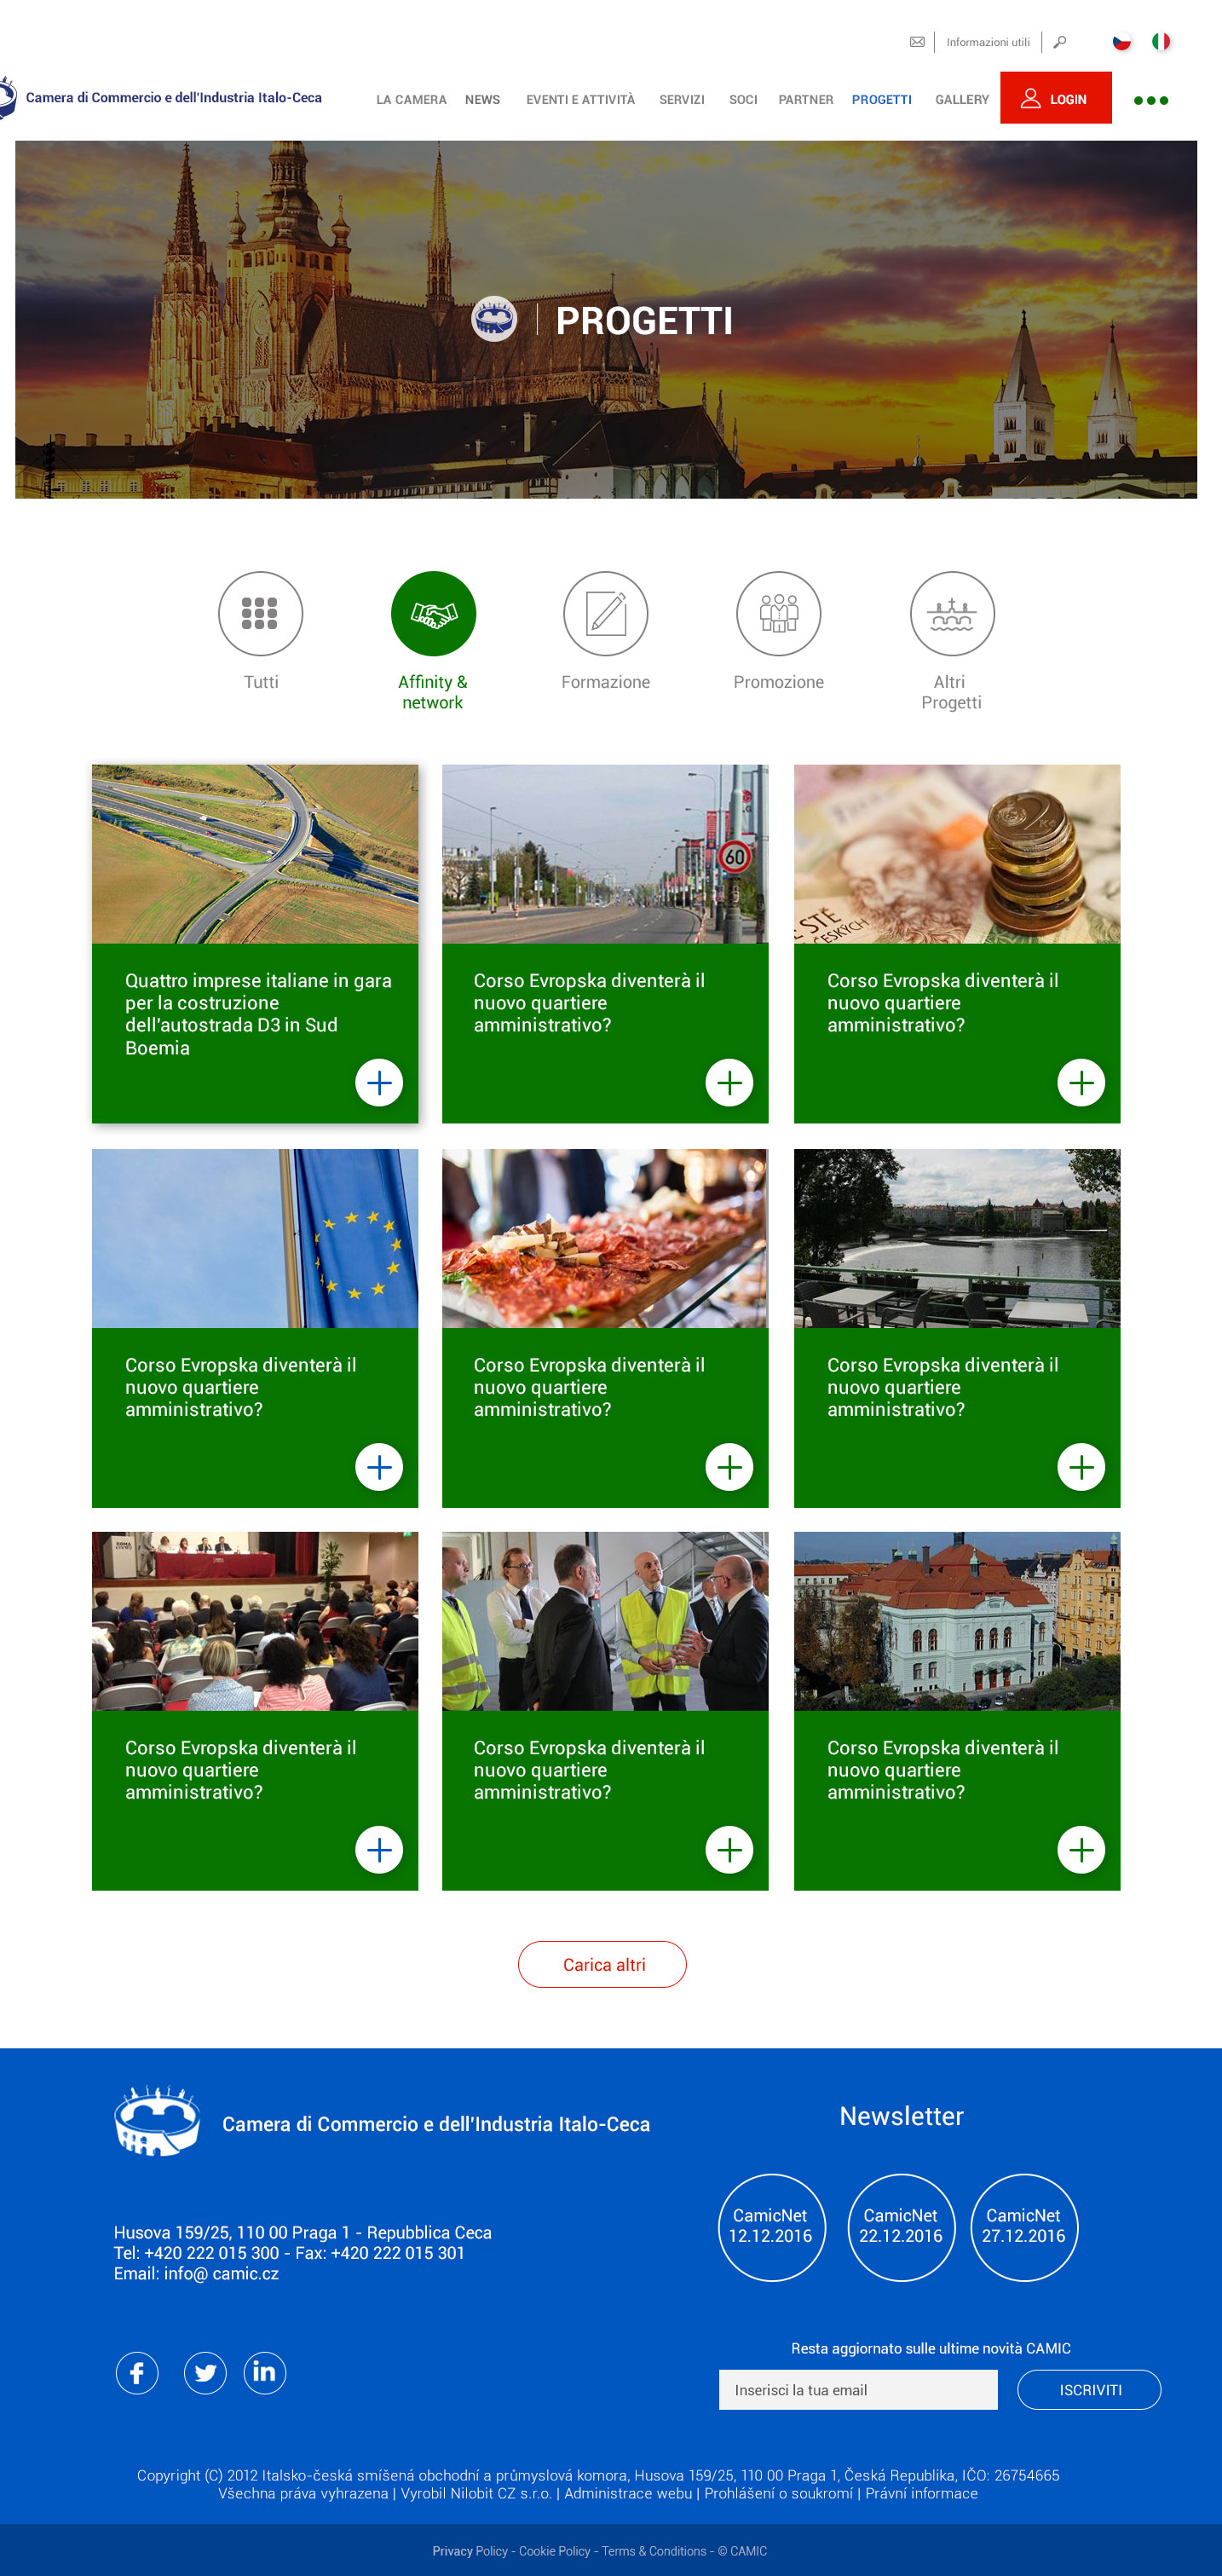 Informazioni utili
Camera di Commercio e dell'Industria Italo-Ceca
LA CAMERA NEWS EVENTI E ATTIVITÀ SERVIZI SOCI PARTNER PROGETTI GALLERY LOGIN
PROGETTI
Tutti
Affinity &
network
Formazione
Promozione
Altri
Progetti
60
STĚ
ČESKÝCH
Quattro imprese italiane in gara
per la costruzione
dell'autostrada D3 in Sud
Boemia
Corso Evropska diventerà il
nuovo quartiere
amministrativo?
Corso Evropska diventerà il
nuovo quartiere
amministrativo?
Corso Evropska diventerà il
nuovo quartiere
amministrativo?
Corso Evropska diventerà il
nuovo quartiere
amministrativo?
Corso Evropska diventerà il
nuovo quartiere
amministrativo?
Corso Evropska diventerà il
nuovo quartiere
amministrativo?
Corso Evropska diventerà il
nuovo quartiere
amministrativo?
Corso Evropska diventerà il
nuovo quartiere
amministrativo?
Carica altri
Camera di Commercio e dell'Industria Italo-Ceca
Husova 159/25, 110 00 Praga 1 - Repubblica Ceca
Tel: +420 222 015 300 - Fax: +420 222 015 301
Email: info@ camic.cz
Newsletter
CamicNet
12.12.2016
CamicNet
22.12.2016
CamicNet
27.12.2016
Resta aggiornato sulle ultime novità CAMIC
Inserisci la tua email
ISCRIVITI
Copyright (C) 2012 Italsko-česká smíšená obchodní a průmyslová komora, Husova 159/25, 110 00 Praga 1, Česká Republika, IČO: 26754665
Všechna práva vyhrazena | Vyrobil Nilobit CZ s.r.o. | Administrace webu | Prohlášení o soukromí | Právní informace
Privacy Policy - Cookie Policy - Terms & Conditions - © CAMIC